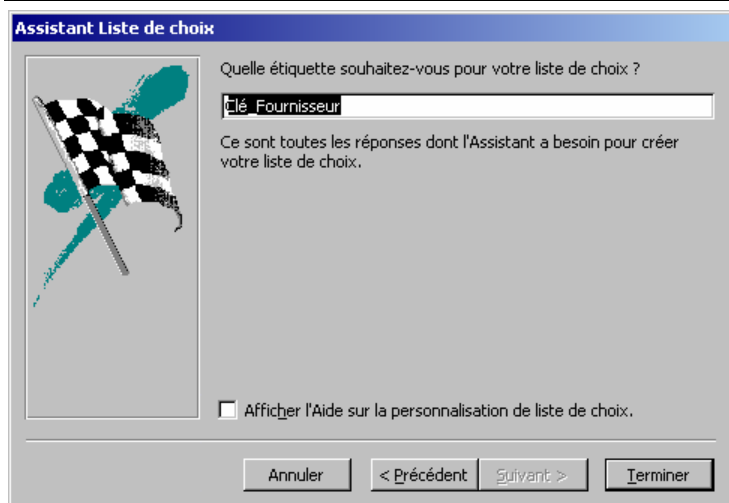 Assistant Liste de choix
Quelle étiquette souhaitez-vous pour votre liste de choix ?
Clé_Fournisseur
Ce sont toutes les réponses dont l'Assistant a besoin pour créer
votre liste de choix.
Afficher l'Aide sur la personnalisation de liste de choix.
Annuler
< Précédent
Suivant >
Terminer